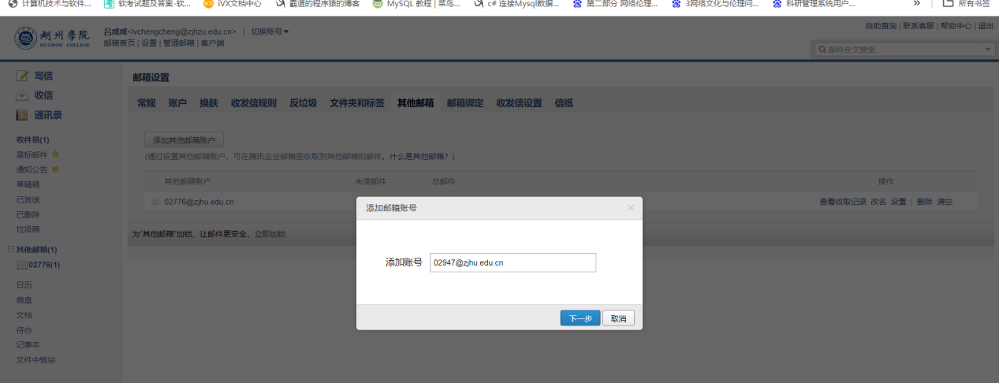 计算机技术与软件... 软考试题及答案-软... iVX文档中心 霸道的程序猿的博客 MySQL 教程 | 菜鸟... c# 连接Mysql数据... 第二部分 网络伦理... 3网络文化与伦理问... 科研管理系统用户... » 所有书签
湖州学院
HUZHOU COLLEGE
吕成成<lvchengcheng@zjhzu.edu.cn> | 切换账号▼
邮箱首页 | 设置 | 管理邮箱 | 客户端
自助查询 | 联系客服 | 帮助中心 | 退出
邮件全文搜索...
写信
收信
通讯录
收件箱(1)
星标邮件
通知公告
草稿箱
已发送
已删除
垃圾箱
其他邮箱(1)
02776(1)
日历
微盘
文档
待办
记事本
文件中转站
邮箱设置
常规 账户 换肤 收发信规则 反垃圾 文件夹和标签 其他邮箱 邮箱绑定 收发信设置 信纸
添加其他邮箱账户
(通过设置其他邮箱账户，可在腾讯企业邮箱里收取到其他邮箱的邮件。什么是其他邮箱？)
其他邮箱账户 未读邮件 总邮件 操作
02776@zjhu.edu.cn 查看收取记录 改名 设置 | 删除 清空
为"其他邮箱"加锁，让邮件更安全。立即加锁
添加邮箱账号 ×
添加账号 02947@zjhu.edu.cn
下一步 取消